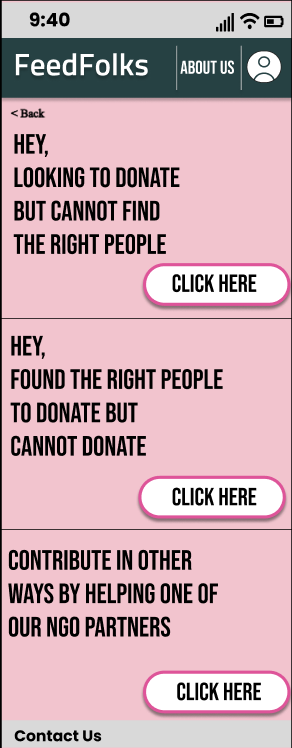 9:40
FeedFolks
ABOUT US
< Back
HEY,
LOOKING TO DONATE
BUT CANNOT FIND
THE RIGHT PEOPLE
CLICK HERE
HEY,
FOUND THE RIGHT PEOPLE
TO DONATE BUT
CANNOT DONATE
CLICK HERE
CONTRIBUTE IN OTHER
WAYS BY HELPING ONE OF
OUR NGO PARTNERS
CLICK HERE
Contact Us